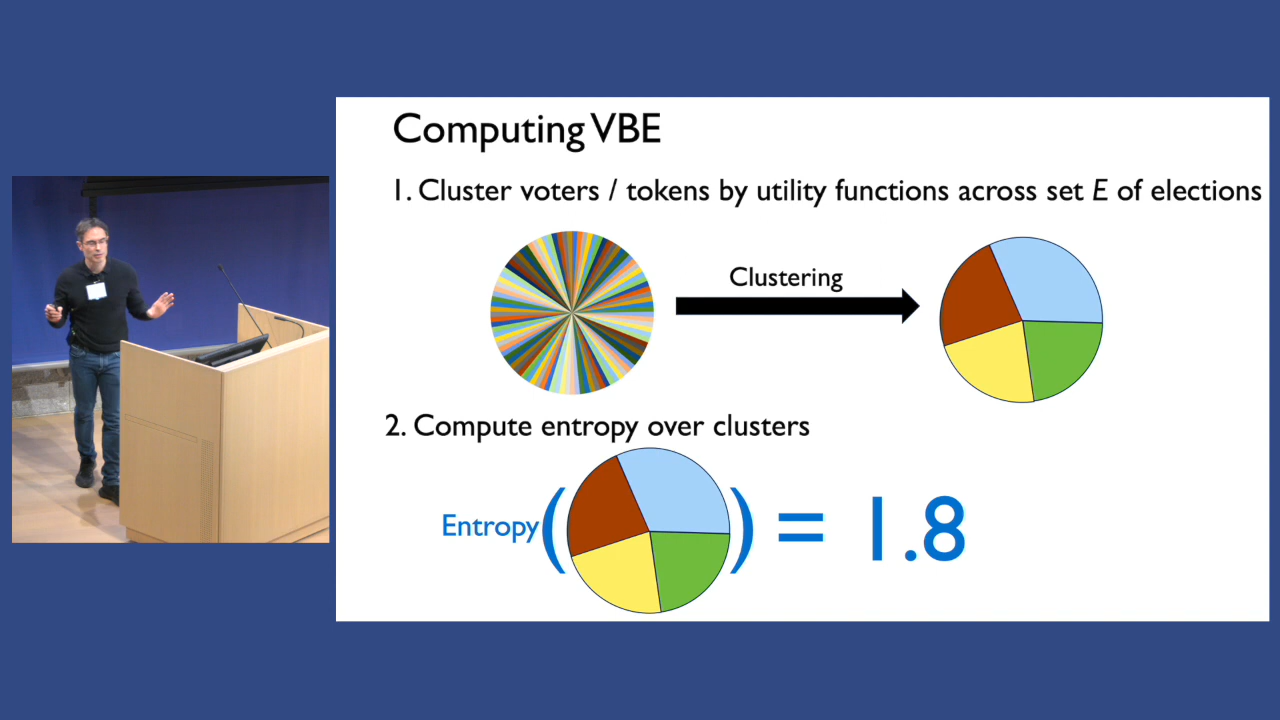 Computing VBE
1. Cluster voters / tokens by utility functions across set E of elections
Clustering
2. Compute entropy over clusters
Entropy( ) = 1.8